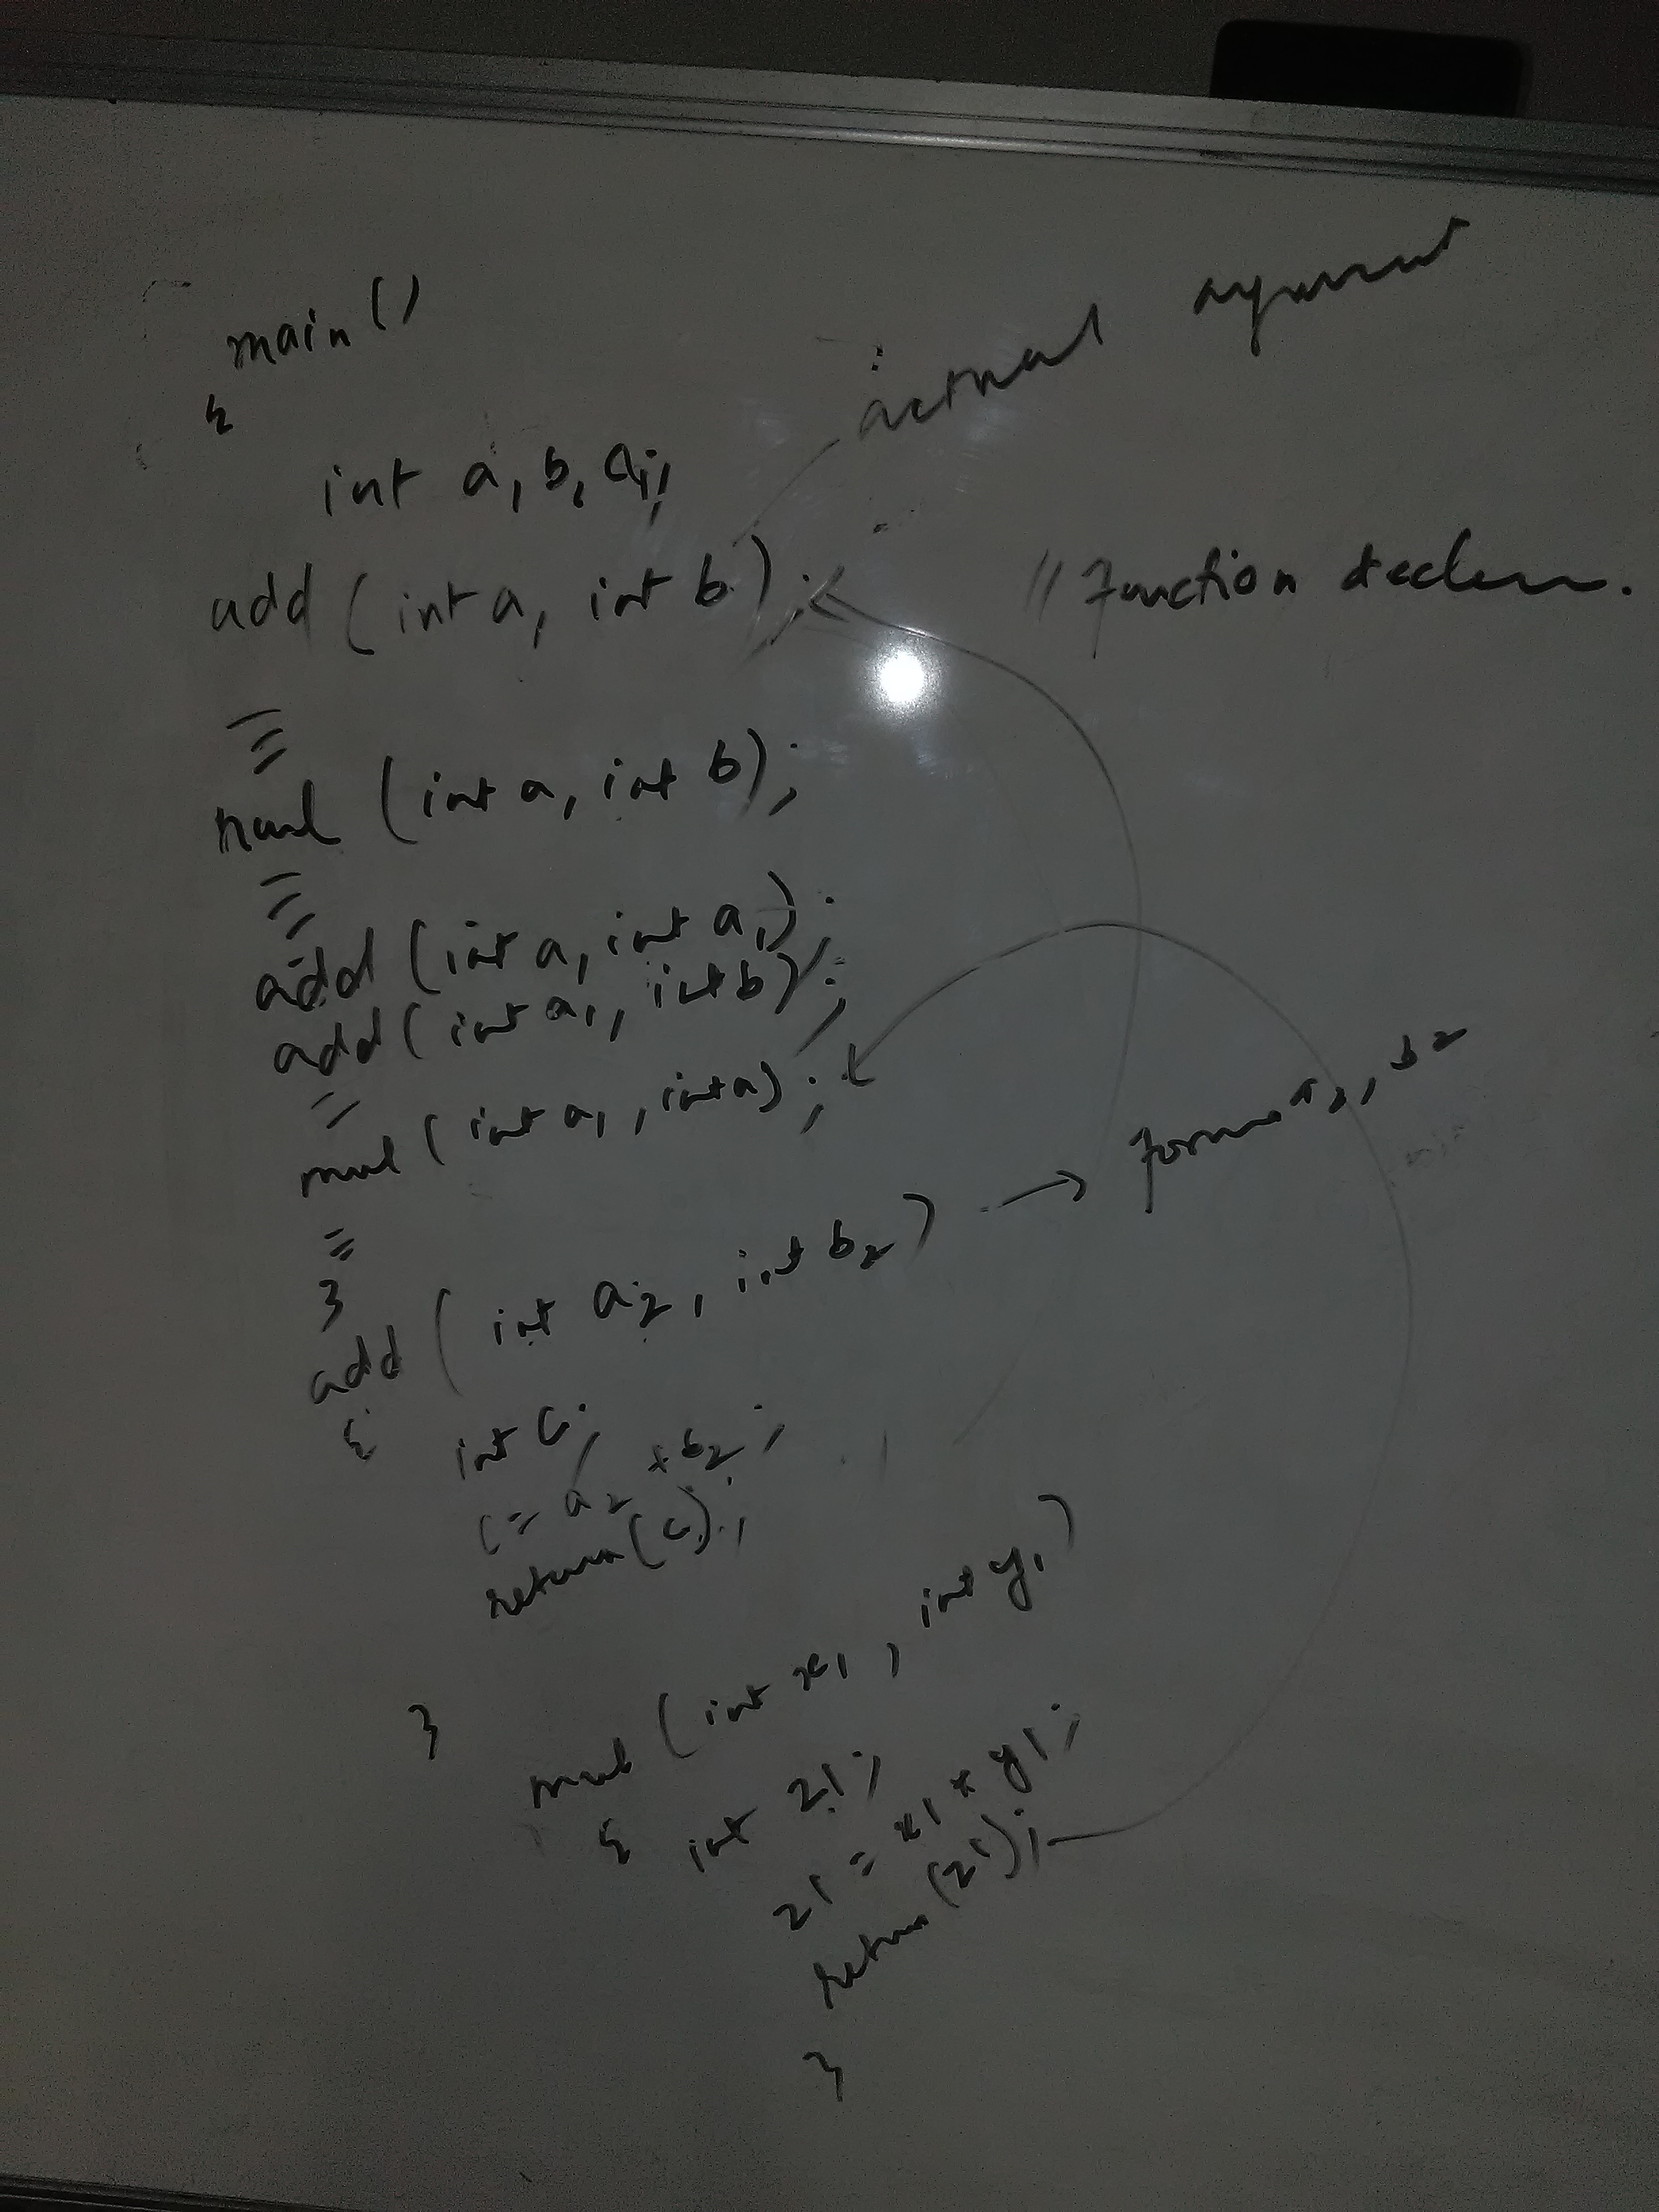 main()
{
int a, b, a1;
actual argument
add (int a, int b); // Function declern.
mul (int a, int b);
add (int a, int a1);
add (int a1, int b);
mul (int a1, int a);
}
add (int a2, int b2) → a2, b2
{ int c;
c = a2 + b2;
return (c);
}
mul (int x1, int y1)
{ int z1;
z1 = x1 * y1;
return (z1);
}